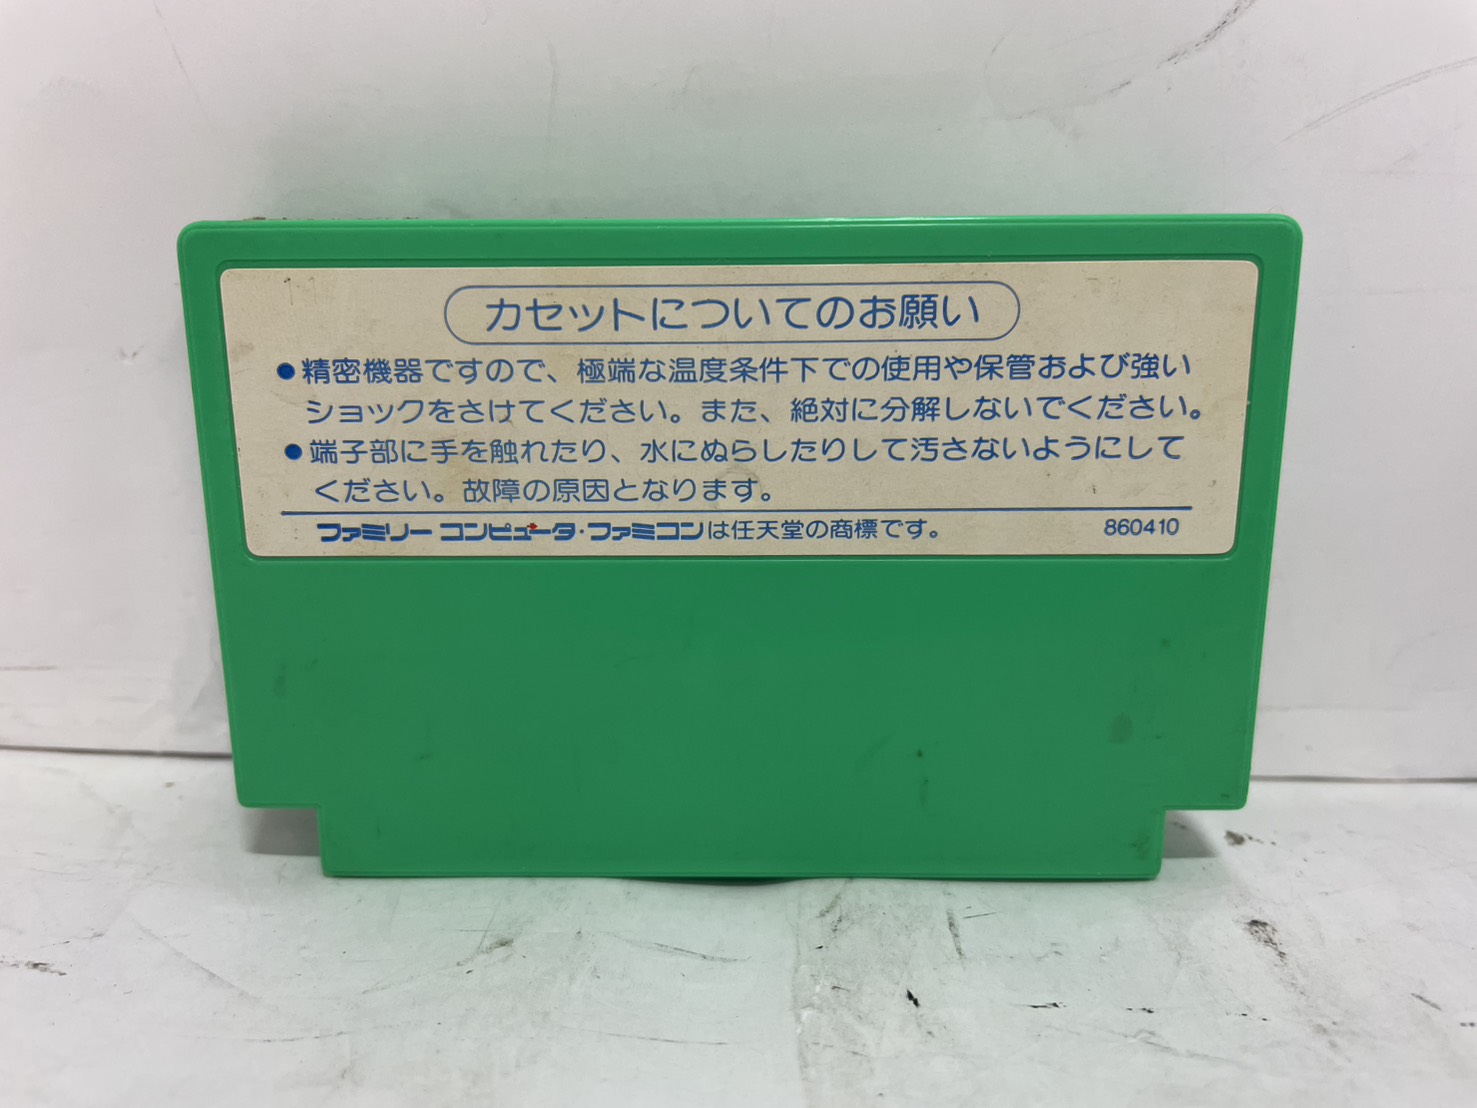 カセットについてのお願い
●精密機器ですので、極端な温度条件下での使用や保管および強い
ショックをさけてください。また、絶対に分解しないでください。
●端子部に手を触れたり、水にぬらしたりして汚さないようにして
ください。故障の原因となります。
ファミリー コンピュータ・ファミコンは任天堂の商標です。 860410